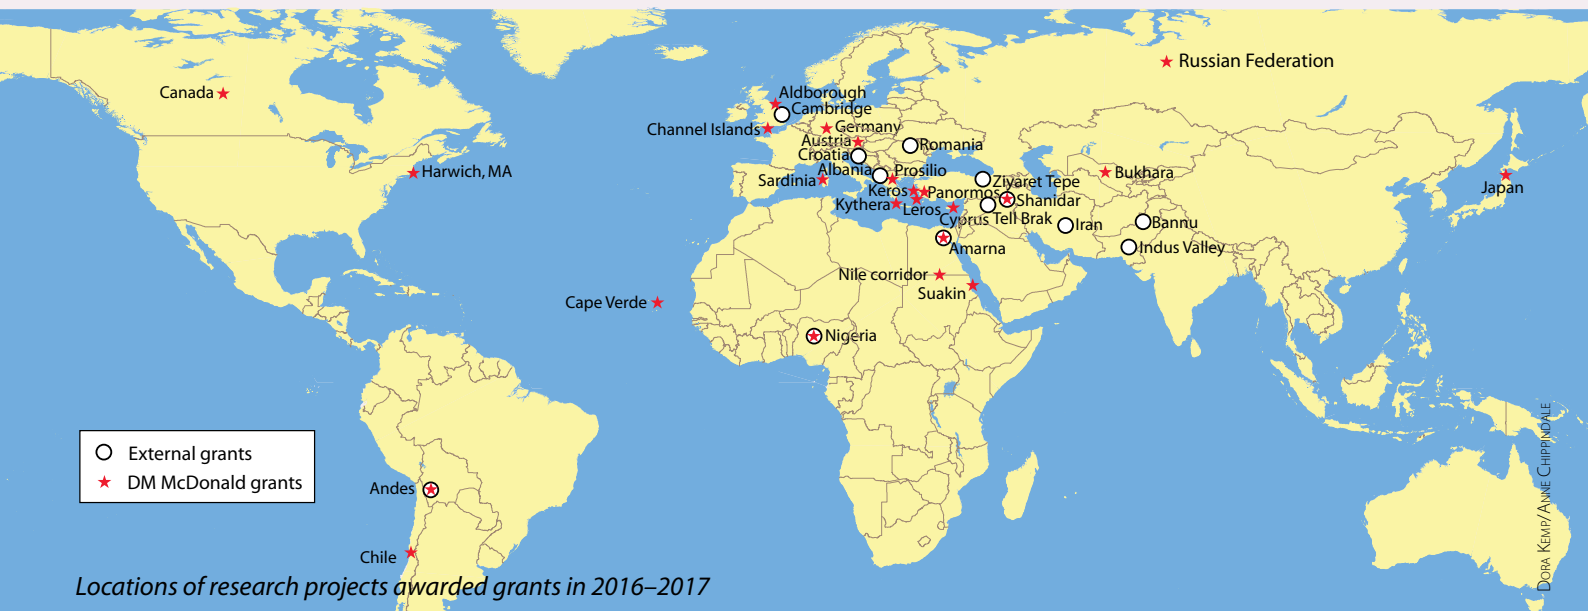 Russian Federation
Canada
Aldborough
Cambridge
Channel Islands
Germany
Austria
Romania
Croatia
Albania
Prosilio
Harwich, MA
Bukhara
Sardinia
Ziyaret Tepe
Japan
Keros
Panormos
Shanidar
Kythera
Leros
Cyprus
Tell Brak
Iran
Bannu
Amarna
Indus Valley
Nile corridor
Suakin
Cape Verde
Nigeria
External grants
DM McDonald grants
Andes
Chile
Locations of research projects awarded grants in 2016–2017
Dora Kemp/Anne Chippindale